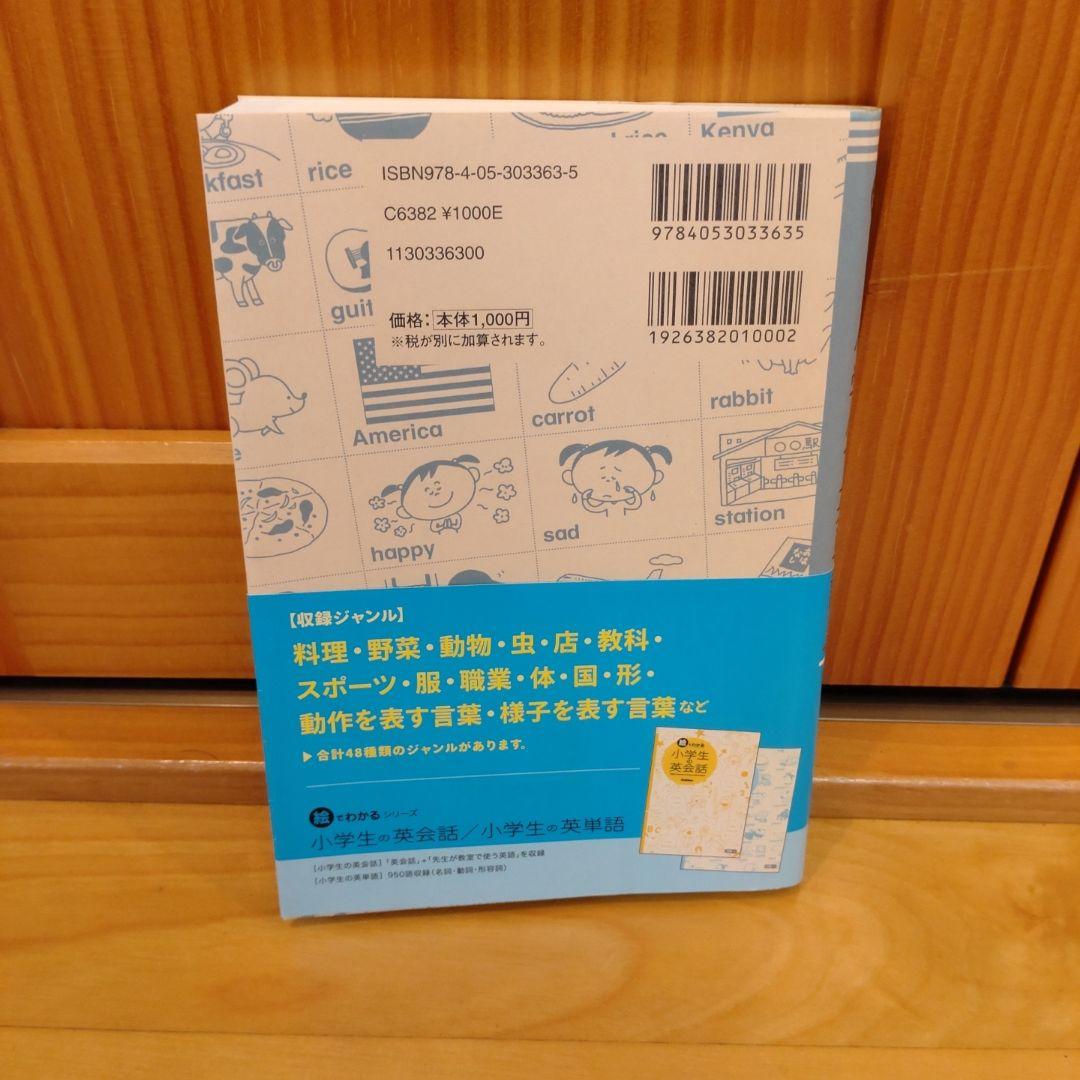 Kenya
kfast
rice
ISBN978-4-05-303363-5
C6382 ¥1000E
1130336300
9784053033635
1926382010002
価格：本体1,000円
※税が別に加算されます。
guit
America
carrot
rabbit
駅
happy
sad
station
【収録ジャンル】
料理・野菜・動物・虫・店・教科・
スポーツ・服・職業・体・国・形・
動作を表す言葉・様子を表す言葉 など
▶合計48種類のジャンルがあります。
絵でわかるシリーズ
小学生の英会話／小学生の英単語
[小学生の英会話] 「英会話」+「先生が教室で使う英語」を収録
[小学生の英単語] 950語収録(名詞・動詞・形容詞)
絵でわかる
小学生の
英会話